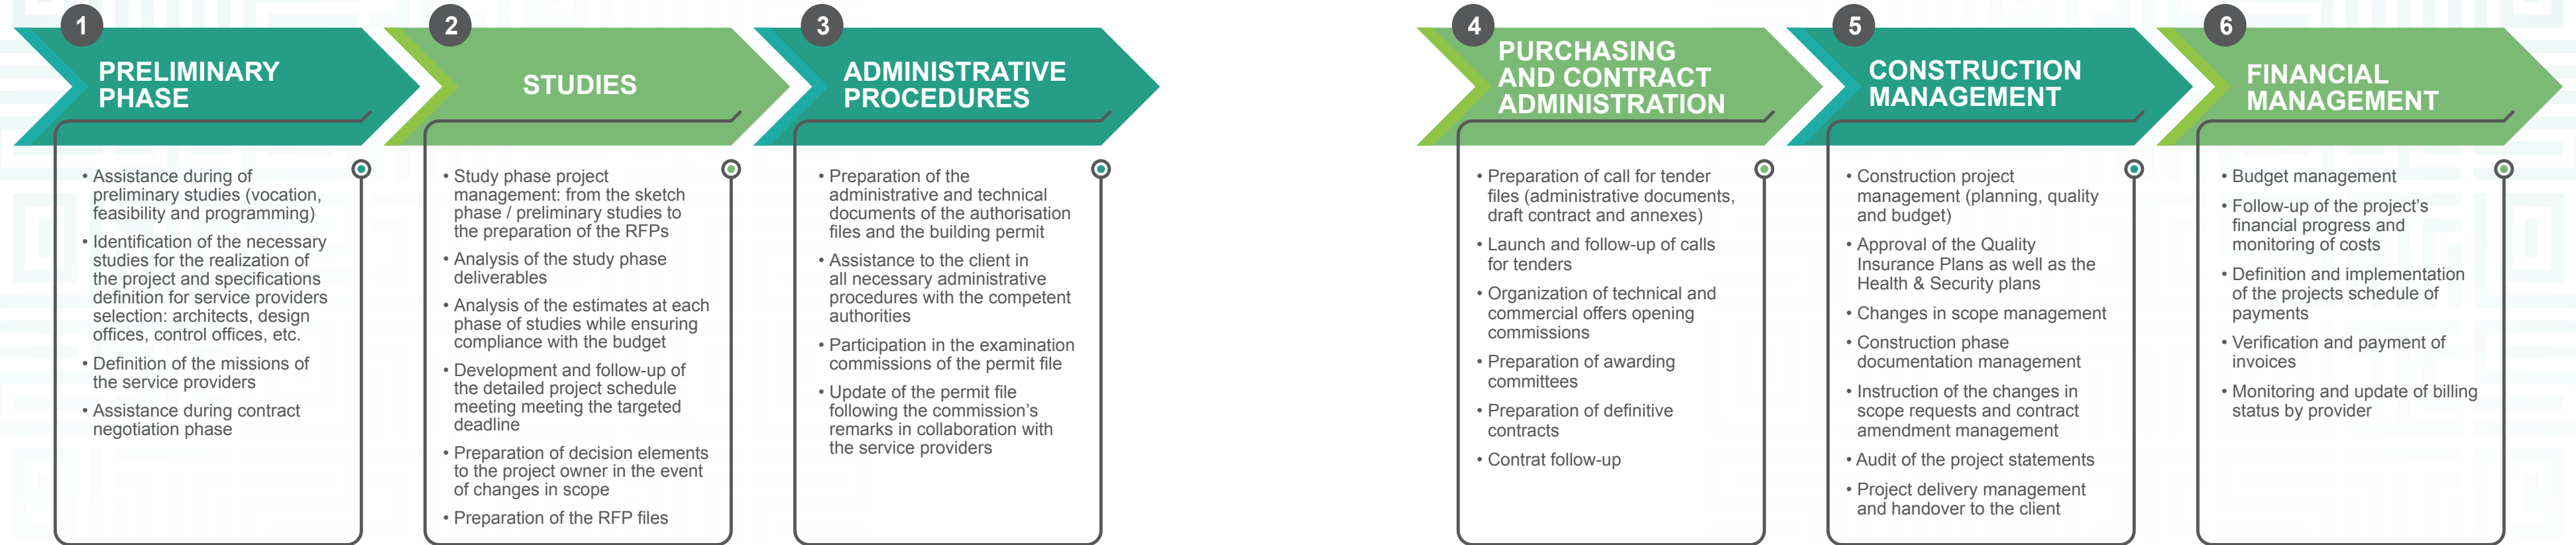 1
PRELIMINARY
PHASE
• Assistance during of
preliminary studies (vocation,
feasibility and programming)
• Identification of the necessary
studies for the realization of
the project and specifications
definition for service providers
selection: architects, design
offices, control offices, etc.
• Definition of the missions of
the service providers
• Assistance during contract
negotiation phase
2
STUDIES
• Study phase project
management: from the sketch
phase / preliminary studies to
the preparation of the RFPs
• Analysis of the study phase
deliverables
• Analysis of the estimates at each
phase of studies while ensuring
compliance with the budget
• Development and follow-up of
the detailed project schedule
meeting meeting the targeted
deadline
• Preparation of decision elements
to the project owner in the event
of changes in scope
• Preparation of the RFP files
3
ADMINISTRATIVE
PROCEDURES
• Preparation of the
administrative and technical
documents of the authorisation
files and the building permit
• Assistance to the client in
all necessary administrative
procedures with the competent
authorities
• Participation in the examination
commissions of the permit file
• Update of the permit file
following the commission’s
remarks in collaboration with
the service providers
4
PURCHASING
AND CONTRACT
ADMINISTRATION
• Preparation of call for tender
files (administrative documents,
draft contract and annexes)
• Launch and follow-up of calls
for tenders
• Organization of technical and
commercial offers opening
commissions
• Preparation of awarding
committees
• Preparation of definitive
contracts
• Contrat follow-up
5
CONSTRUCTION
MANAGEMENT
• Construction project
management (planning, quality
and budget)
• Approval of the Quality
Insurance Plans as well as the
Health & Security plans
• Changes in scope management
• Construction phase
documentation management
• Instruction of the changes in
scope requests and contract
amendment management
• Audit of the project statements
• Project delivery management
and handover to the client
6
FINANCIAL
MANAGEMENT
• Budget management
• Follow-up of the project’s
financial progress and
monitoring of costs
• Definition and implementation
of the projects schedule of
payments
• Verification and payment of
invoices
• Monitoring and update of billing
status by provider